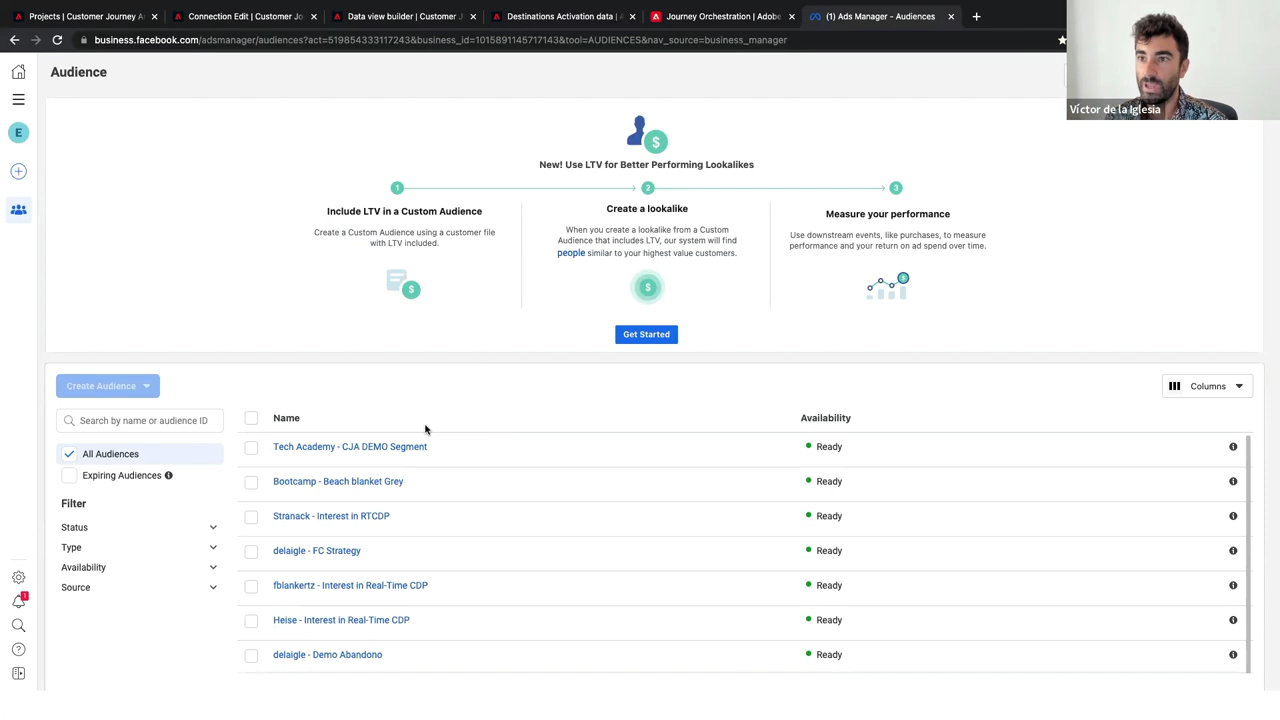 Projects | Customer Journey A
Connection Edit | Customer Jo
Data view builder | Customer J
Destinations Activation data | A
Journey Orchestration | Adobe
(1) Ads Manager - Audiences
business.facebook.com/adsmanager/audiences?act=519854333117243&business_id=1015891145717143&tool=AUDIENCES&nav_source=business_manager
Víctor de la Iglesia
Audience
E
New! Use LTV for Better Performing Lookalikes
1
2
3
Include LTV in a Custom Audience
Create a Custom Audience using a customer file
with LTV included.
Create a lookalike
When you create a lookalike from a Custom
Audience that includes LTV, our system will find
people similar to your highest value customers.
Measure your performance
Use downstream events, like purchases, to measure
performance and your return on ad spend over time.
Get Started
Create Audience
Columns
Search by name or audience ID
All Audiences
Expiring Audiences
Filter
Status
Type
Availability
Source
Name
Availability
Tech Academy - CJA DEMO Segment
Ready
Bootcamp - Beach blanket Grey
Ready
Stranack - Interest in RTCDP
Ready
delaigle - FC Strategy
Ready
fblankertz - Interest in Real-Time CDP
Ready
Heise - Interest in Real-Time CDP
Ready
delaigle - Demo Abandono
Ready
1